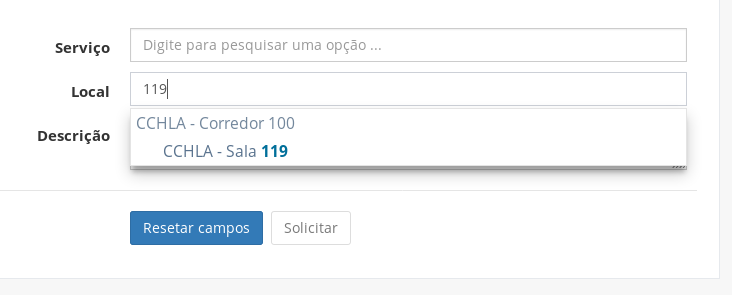 Serviço
Digite para pesquisar uma opção ...
Local
119
Descrição
CCHLA - Corredor 100
CCHLA - Sala 119
Resetar campos
Solicitar